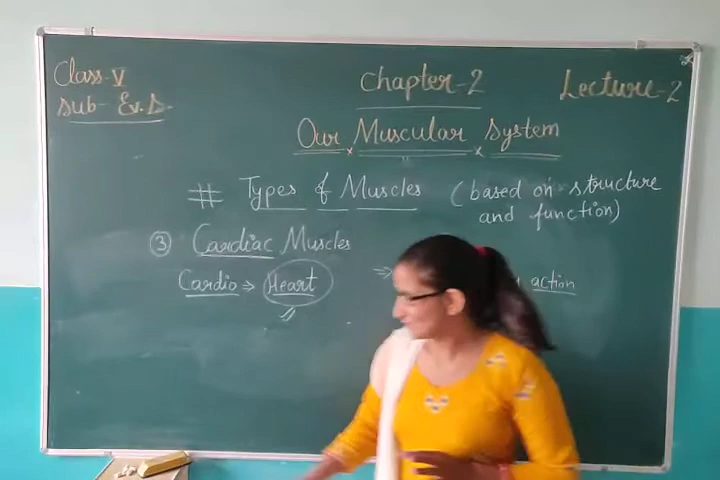 Class-V
Sub- Ev.S.
Chapter-2
Lecture-2
Our Muscular System
# Types of Muscles (based on structure and function)
③ Cardiac Muscles
Cardio → Heart
⇒ action